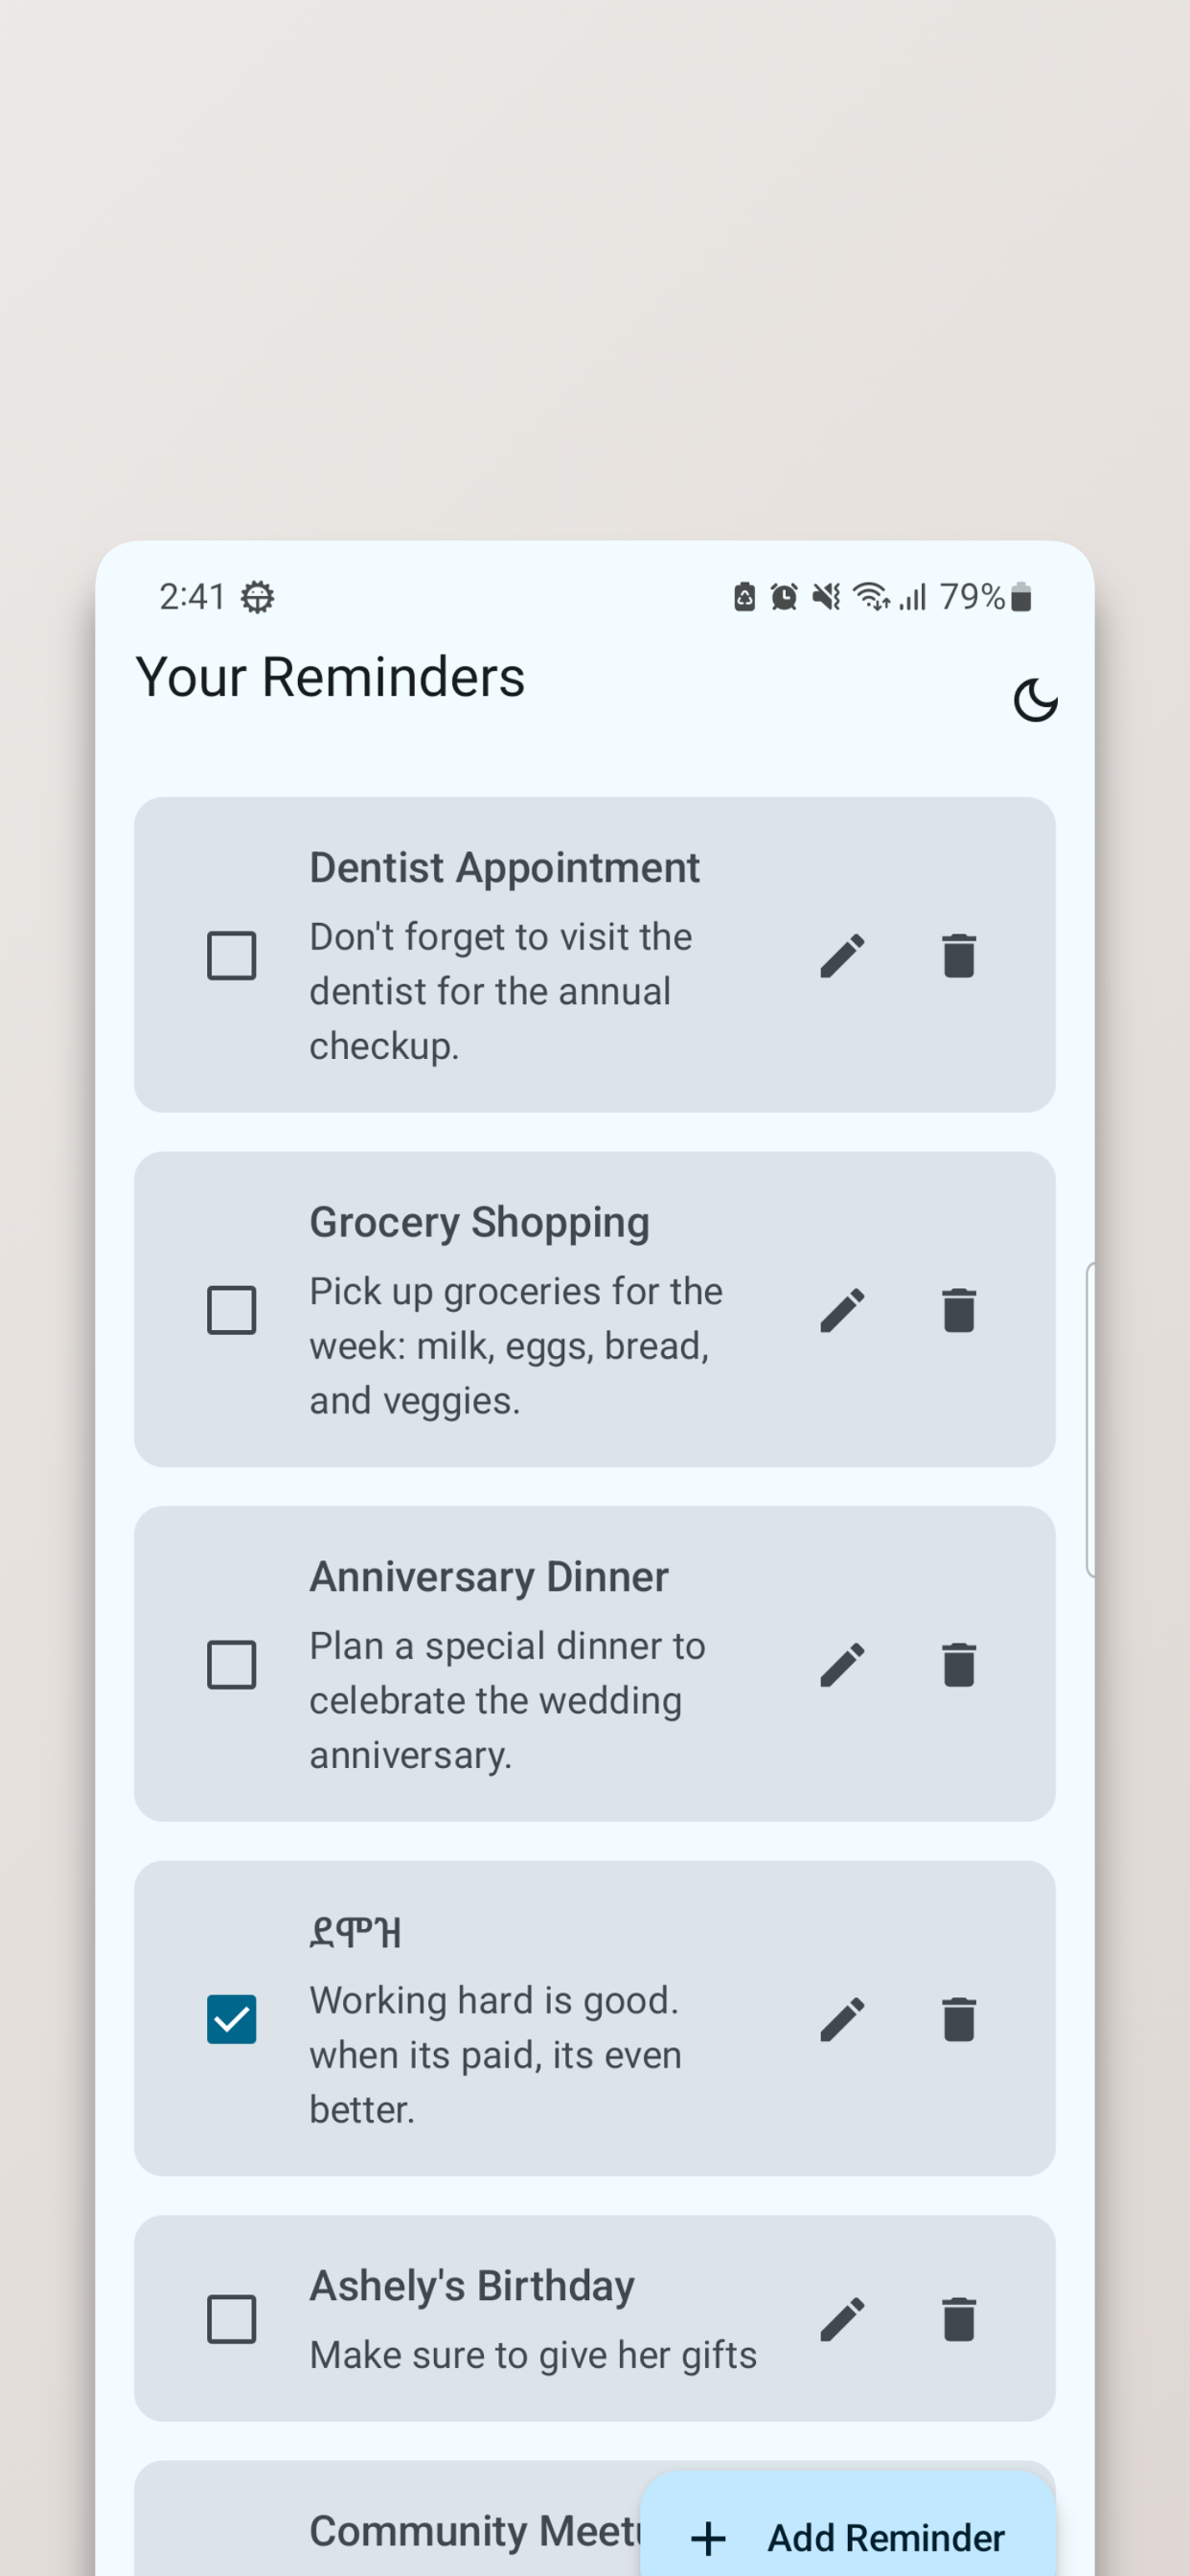 2:41 79%
Your Reminders
Dentist Appointment
Don't forget to visit the
dentist for the annual
checkup.
Grocery Shopping
Pick up groceries for the
week: milk, eggs, bread,
and veggies.
Anniversary Dinner
Plan a special dinner to
celebrate the wedding
anniversary.
ደሞዝ
Working hard is good.
when its paid, its even
better.
Ashely's Birthday
Make sure to give her gifts
Community
Add Reminder